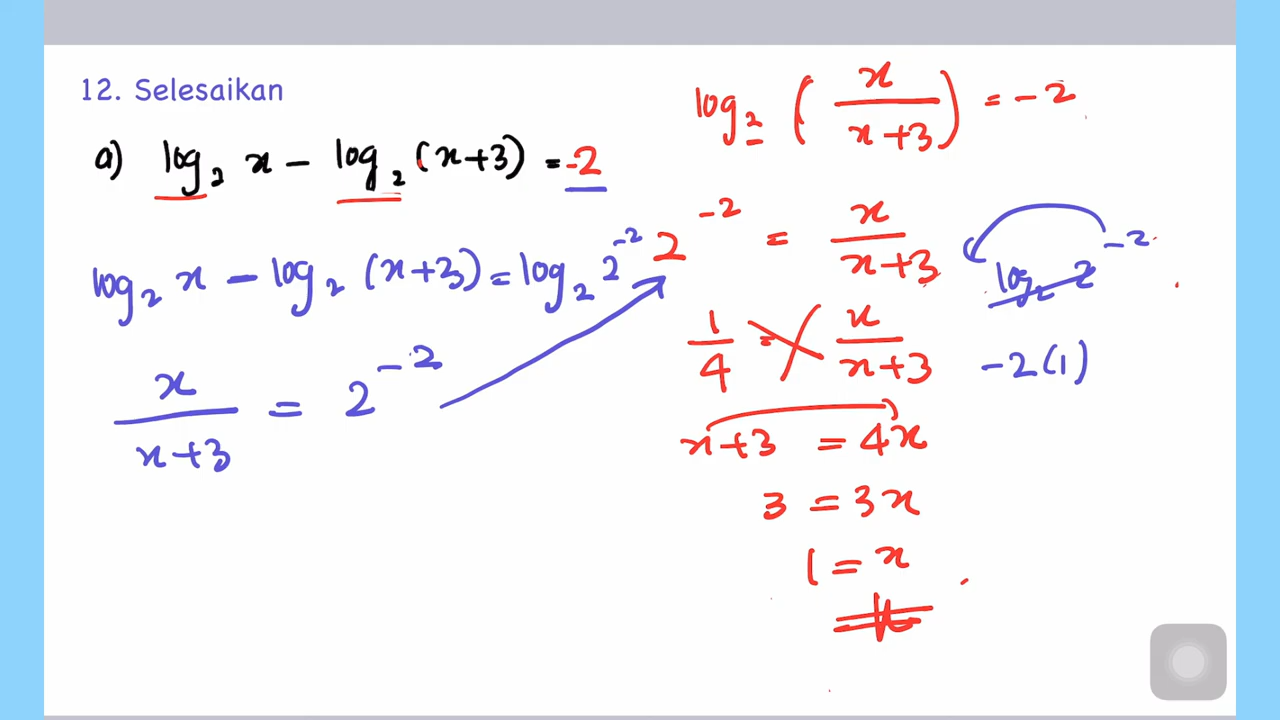 12. Selesaikan
a) log₂ x – log₂ (x+3) = -2
log₂ x – log₂ (x+3) = log₂ 2⁻²
x/(x+3) = 2⁻²
log₂ (x/(x+3)) = -2
2⁻² = x/(x+3)
1/4 = x/(x+3)
x+3 = 4x
3 = 3x
1 = x
log₂ 2 -2
-2(1)